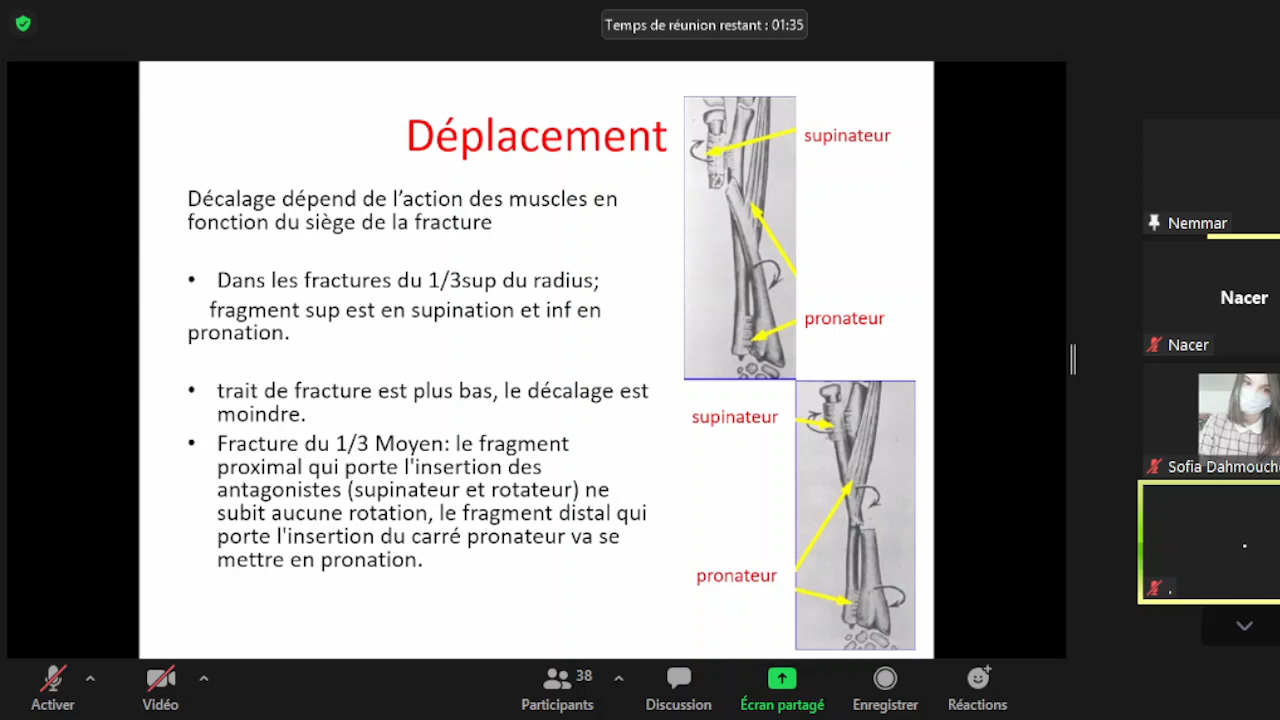 Temps de réunion restant : 01:35
Déplacement
supinateur
Décalage dépend de l’action des muscles en
fonction du siège de la fracture
• Dans les fractures du 1/3sup du radius;
fragment sup est en supination et inf en
pronation.
pronateur
• trait de fracture est plus bas, le décalage est
moindre.
supinateur
• Fracture du 1/3 Moyen: le fragment
proximal qui porte l'insertion des
antagonistes (supinateur et rotateur) ne
subit aucune rotation, le fragment distal qui
porte l'insertion du carré pronateur va se
mettre en pronation.
pronateur
Nemmar
Nacer
Nacer
Sofia Dahmouch
.
.
Activer
Vidéo
38
Participants
Discussion
Écran partagé
Enregistrer
Réactions